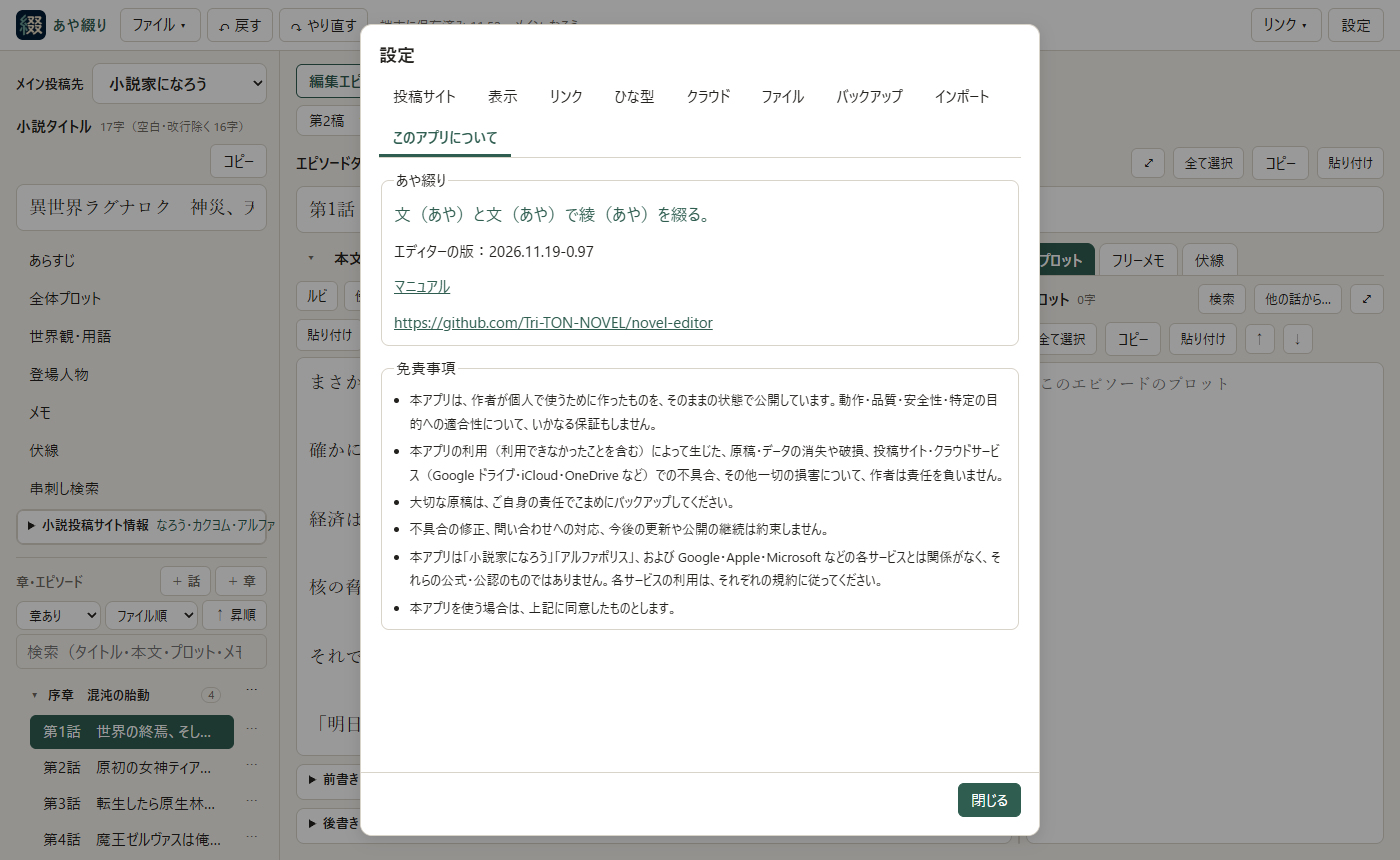 綴 あや綴り
ファイル ▾
↶ 戻す
↷ やり直す
リンク ▾
設定
メイン投稿先
小説家になろう
小説タイトル 17字（空白・改行除く16字）
コピー
異世界ラグナロク　神災、
あらすじ
全体プロット
世界観・用語
登場人物
メモ
伏線
串刺し検索
▶ 小説投稿サイト情報 なろう・カクヨム・アルファ
章・エピソード
＋ 話
＋ 章
章あり
ファイル順
↑ 昇順
検索（タイトル・本文・プロット・メモ
▾ 序章　混沌の胎動 4 …
第1話　世界の終焉、そし… …
第2話　原初の女神ティア… …
第3話　転生したら原生林… …
第4話　魔王ゼルヴァスは俺… …
編集エピ
第2稿
エピソードタ
第1話
▾ 本文
ルビ
貼り付け
まさか
確かに
経済は
核の脅
それで
「明日
▶ 前書き
▶ 後書き
設定
投稿サイト
表示
リンク
ひな型
クラウド
ファイル
バックアップ
インポート
このアプリについて
あや綴り
文（あや）と文（あや）で綾（あや）を綴る。
エディターの版：2026.11.19-0.97
マニュアル
https://github.com/Tri-TON-NOVEL/novel-editor
免責事項
• 本アプリは、作者が個人で使うために作ったものを、そのままの状態で公開しています。動作・品質・安全性・特定の目
的への適合性について、いかなる保証もしません。
• 本アプリの利用（利用できなかったことを含む）によって生じた、原稿・データの消失や破損、投稿サイト・クラウドサービ
ス（Google ドライブ・iCloud・OneDrive など）での不具合、その他一切の損害について、作者は責任を負いません。
• 大切な原稿は、ご自身の責任でこまめにバックアップしてください。
• 不具合の修正、問い合わせへの対応、今後の更新や公開の継続は約束しません。
• 本アプリは「小説家になろう」「アルファポリス」、および Google・Apple・Microsoft などの各サービスとは関係がなく、そ
れらの公式・公認のものではありません。各サービスの利用は、それぞれの規約に従ってください。
• 本アプリを使う場合は、上記に同意したものとします。
閉じる
⤢
全て選択
コピー
貼り付け
プロット
フリーメモ
伏線
ロット 0字
検索
他の話から…
⤢
全て選択
コピー
貼り付け
↑
↓
このエピソードのプロット